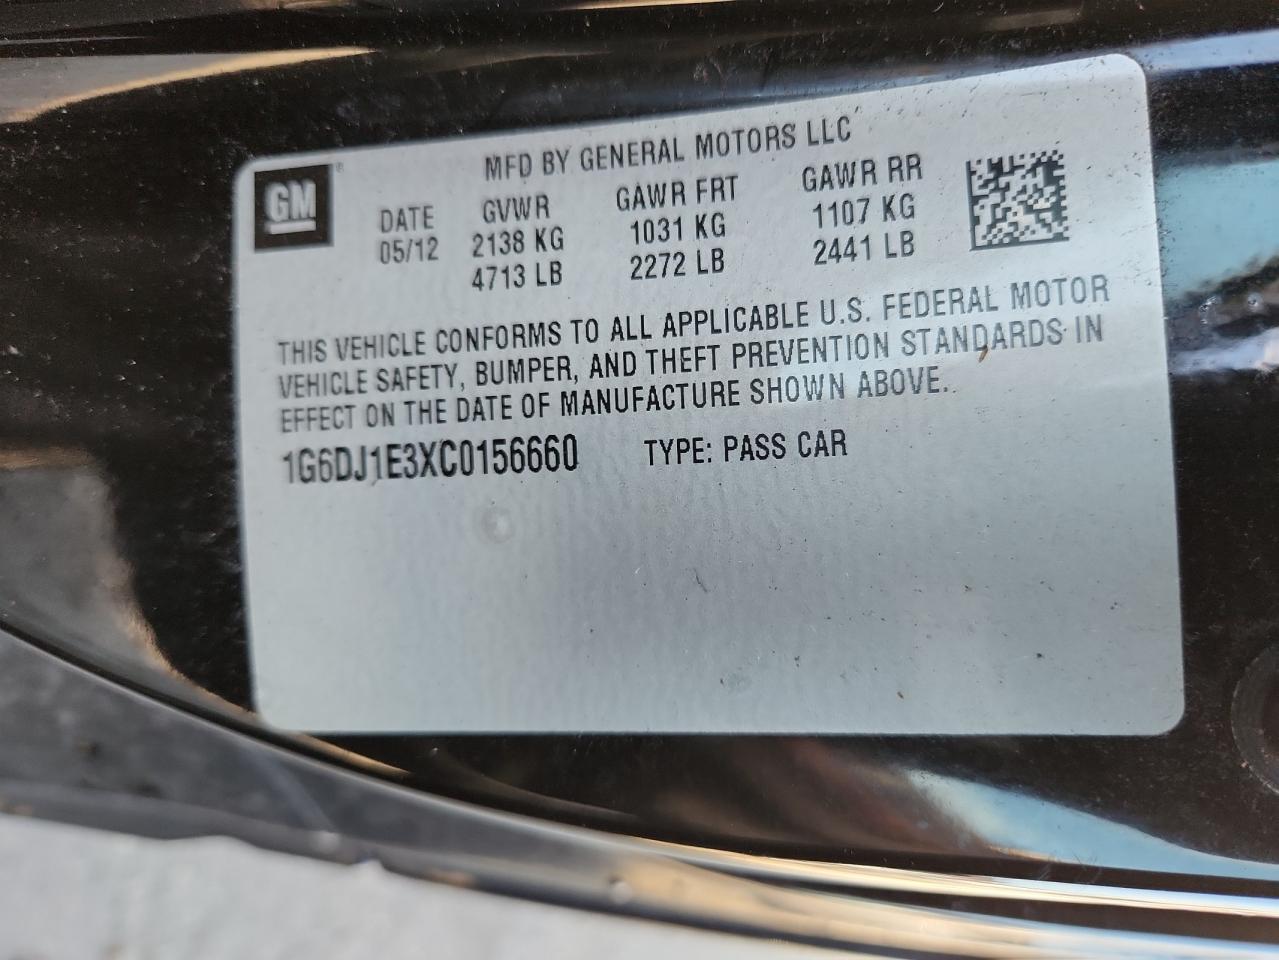 GM
MFD BY GENERAL MOTORS LLC
DATE GVWR GAWR FRT GAWR RR
05/12 2138 KG 1031 KG 1107 KG
4713 LB 2272 LB 2441 LB
THIS VEHICLE CONFORMS TO ALL APPLICABLE U.S. FEDERAL MOTOR
VEHICLE SAFETY, BUMPER, AND THEFT PREVENTION STANDARDS IN
EFFECT ON THE DATE OF MANUFACTURE SHOWN ABOVE.
1G6DJ1E3XC0156660 TYPE: PASS CAR